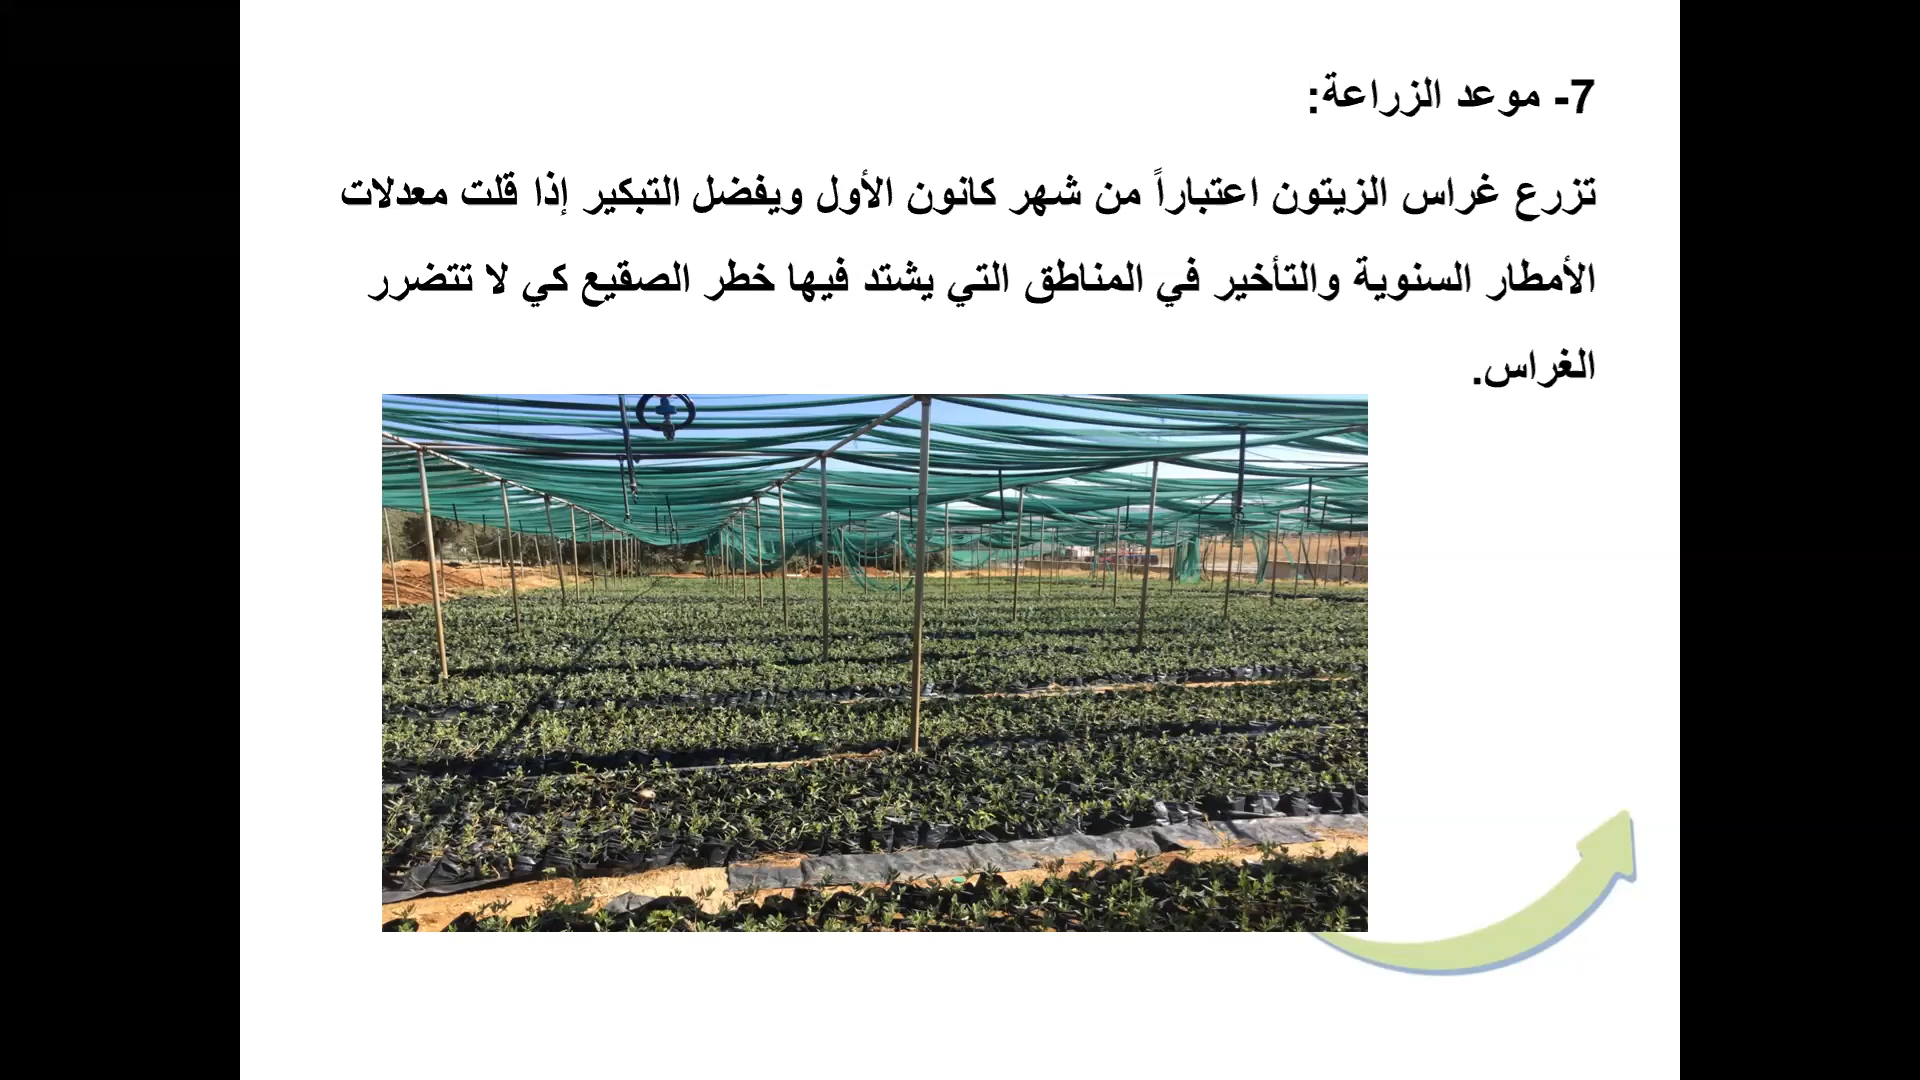 7- موعد الزراعة:
تزرع غراس الزيتون اعتباراً من شهر كانون الأول ويفضل التبكير إذا قلت معدلات
الأمطار السنوية والتأخير في المناطق التي يشتد فيها خطر الصقيع كي لا تتضرر
الغراس.